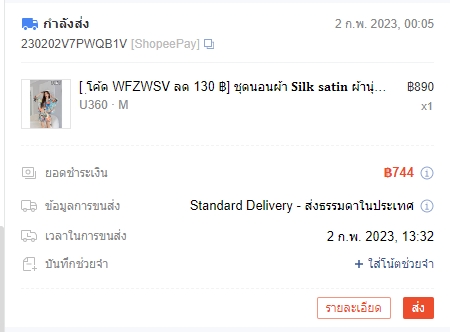 กำลังส่ง 2 ก.พ. 2023, 00:05
230202V7PWQB1V [ShopeePay]
[ โค้ด WFZWSV ลด 130 ฿] ชุดนอนผ้า Silk satin ผ้านุ่... ฿890
U360 · M x1
ยอดชำระเงิน ฿744
ข้อมูลการขนส่ง Standard Delivery - ส่งธรรมดาในประเทศ
เวลาในการขนส่ง 2 ก.พ. 2023, 13:32
บันทึกช่วยจำ + ใส่โน้ตช่วยจำ
รายละเอียด ส่ง